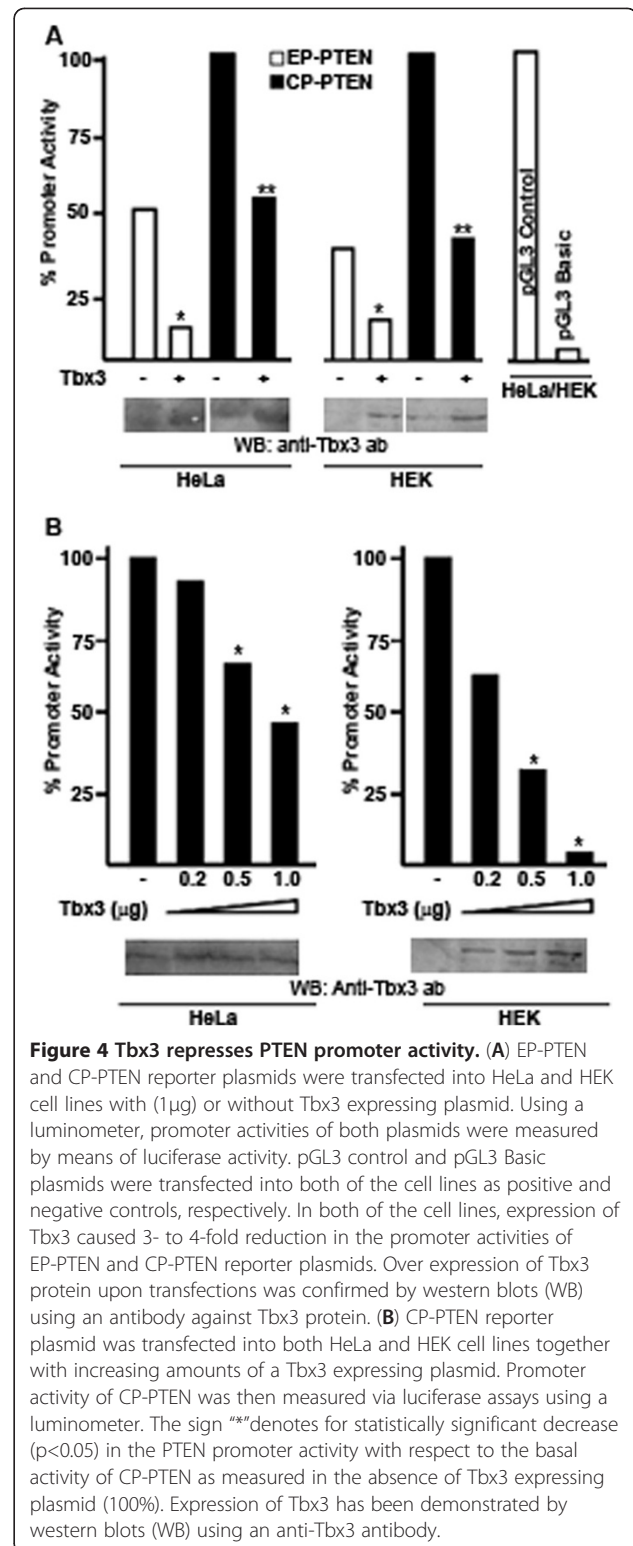 A
100
75
50
25
% Promoter Activity
EP-PTEN
CP-PTEN
* ** * **
pGL3 Control
pGL3 Basic
Tbx3 - + - + - + - +
HeLa/HEK
WB: anti-Tbx3 ab
HeLa HEK
B
100
75
50
25
% Promoter Activity
* *
- 0.2 0.5 1.0
Tbx3 (µg)
100
75
50
25
% Promoter Activity
* *
- 0.2 0.5 1.0
Tbx3 (µg)
WB: Anti-Tbx3 ab
HeLa HEK
Figure 4 Tbx3 represses PTEN promoter activity. (A) EP-PTEN
and CP-PTEN reporter plasmids were transfected into HeLa and HEK
cell lines with (1µg) or without Tbx3 expressing plasmid. Using a
luminometer, promoter activities of both plasmids were measured
by means of luciferase activity. pGL3 control and pGL3 Basic
plasmids were transfected into both of the cell lines as positive and
negative controls, respectively. In both of the cell lines, expression of
Tbx3 caused 3- to 4-fold reduction in the promoter activities of
EP-PTEN and CP-PTEN reporter plasmids. Over expression of Tbx3
protein upon transfections was confirmed by western blots (WB)
using an antibody against Tbx3 protein. (B) CP-PTEN reporter
plasmid was transfected into both HeLa and HEK cell lines together
with increasing amounts of a Tbx3 expressing plasmid. Promoter
activity of CP-PTEN was then measured via luciferase assays using a
luminometer. The sign “*”denotes for statistically significant decrease
(p<0.05) in the PTEN promoter activity with respect to the basal
activity of CP-PTEN as measured in the absence of Tbx3 expressing
plasmid (100%). Expression of Tbx3 has been demonstrated by
western blots (WB) using an anti-Tbx3 antibody.